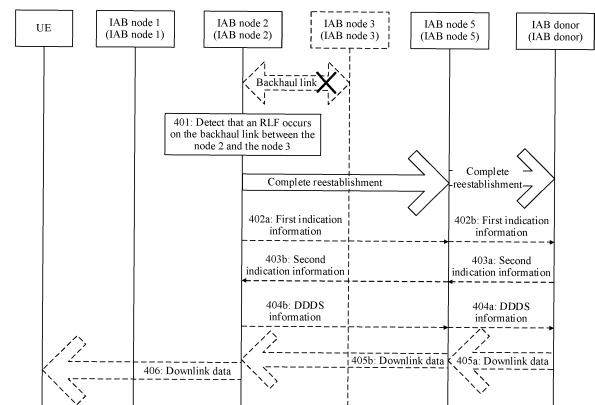 UE
IAB node 1
(IAB node 1)
IAB node 2
(IAB node 2)
IAB node 3
(IAB node 3)
IAB node 5
(IAB node 5)
IAB donor
(IAB donor)
Backhaul link
401: Detect that an RLF occurs
on the backhaul link between the
node 2 and the node 3
Complete reestablishment
Complete
reestablishment
402a: First indication
information
402b: First indication
information
403b: Second
indication information
403a: Second
indication information
404b: DDDS
information
404a: DDDS
information
405b: Downlink data
405a: Downlink data
406: Downlink data